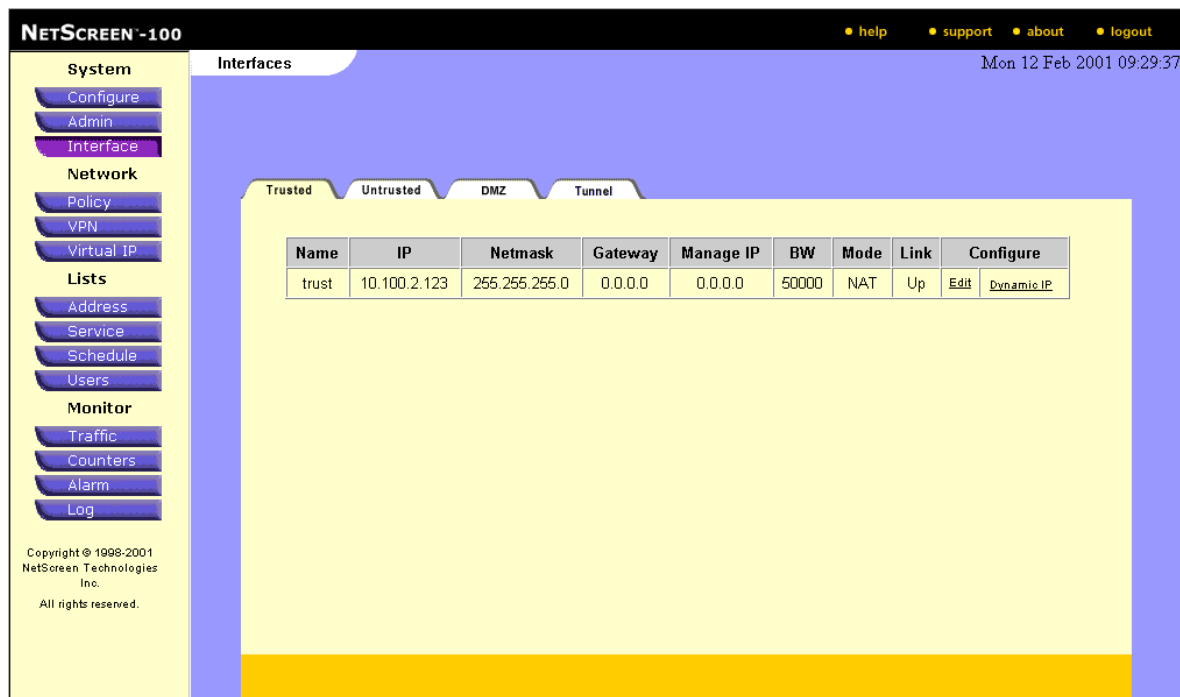 NETSCREEN™-100
help
support
about
logout
System
Configure
Admin
Interface
Network
Policy
VPN
Virtual IP
Lists
Address
Service
Schedule
Users
Monitor
Traffic
Counters
Alarm
Log
Copyright © 1998-2001
NetScreen Technologies
Inc.
All rights reserved.
Interfaces
Mon 12 Feb 2001 09:29:37
Trusted Untrusted DMZ Tunnel
Name IP Netmask Gateway Manage IP BW Mode Link Configure
trust 10.100.2.123 255.255.255.0 0.0.0.0 0.0.0.0 50000 NAT Up Edit Dynamic IP